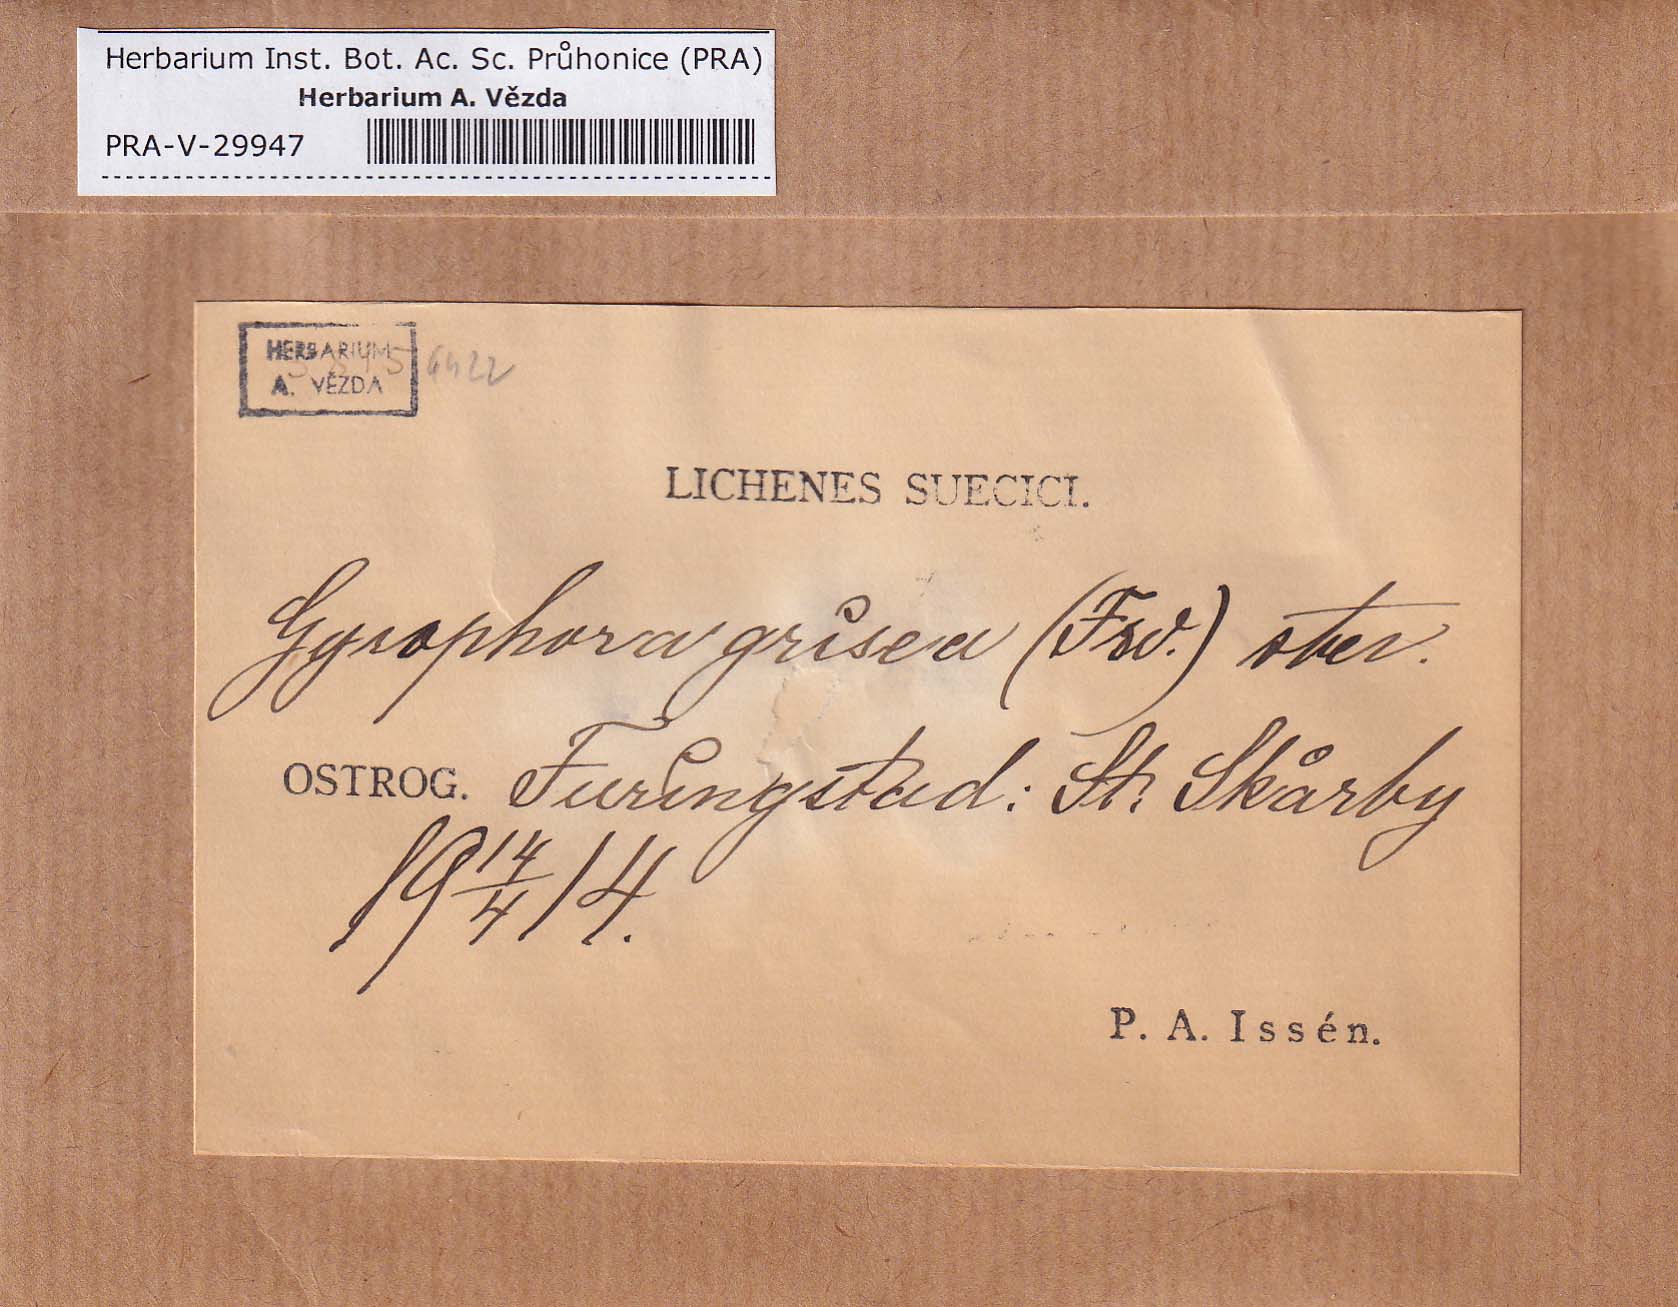 Herbarium Inst. Bot. Ac. Sc. Průhonice (PRA)
Herbarium A. Vězda
PRA-V-29947
HERBARIUM
A. VĚZDA
LICHENES SUECICI.
Gyrophora grisea (Fsv.) ster.
OSTROG. Furingstad: St. Skårby
19 14/4 14.
P. A. Issén.